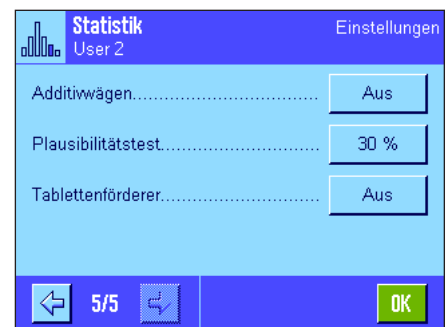 Statistik
Einstellungen
User 2
Additivwägen................................ Aus
Plausibilitätstest........................... 30 %
Tablettenförderer........................... Aus
5/5
OK